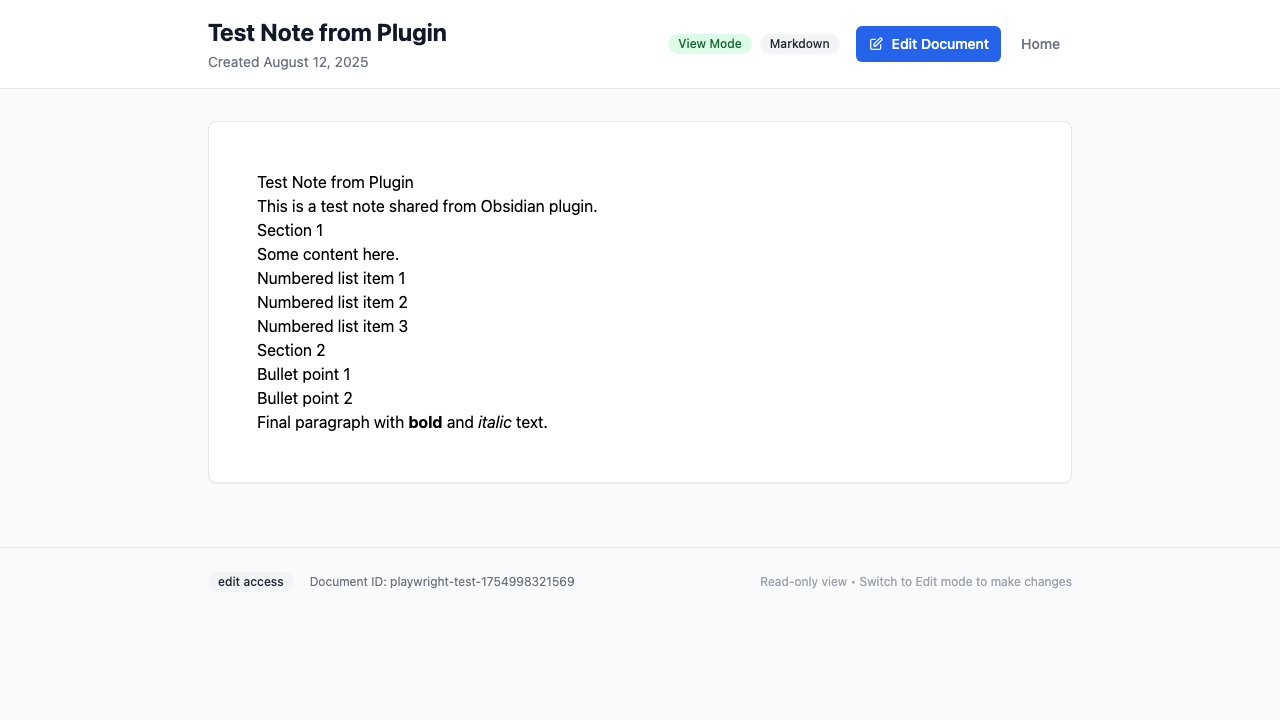 Test Note from Plugin
Created August 12, 2025
View Mode
Markdown
Edit Document
Home
Test Note from Plugin
This is a test note shared from Obsidian plugin.
Section 1
Some content here.
Numbered list item 1
Numbered list item 2
Numbered list item 3
Section 2
Bullet point 1
Bullet point 2
Final paragraph with bold and italic text.
edit access
Document ID: playwright-test-1754998321569
Read-only view • Switch to Edit mode to make changes